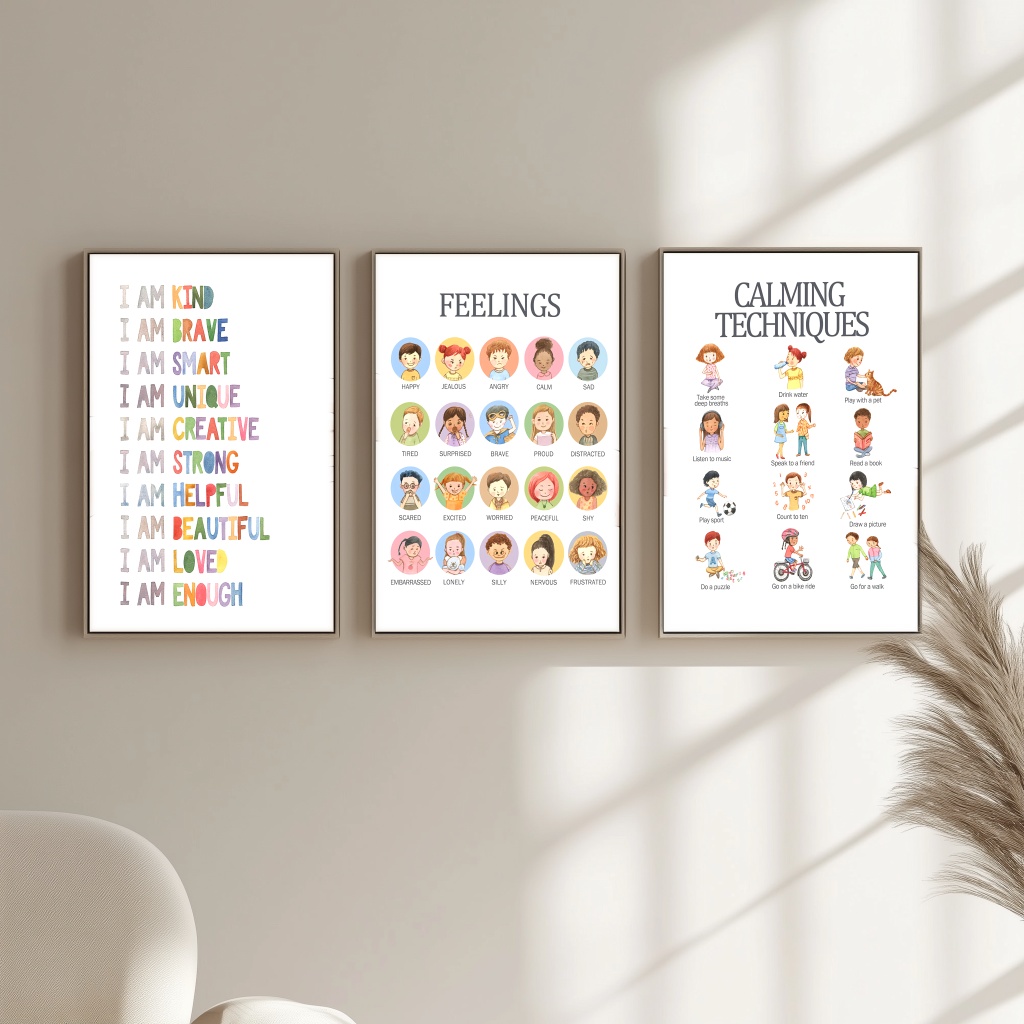 I AM KIND
I AM BRAVE
I AM SMART
I AM UNIQUE
I AM CREATIVE
I AM STRONG
I AM HELPFUL
I AM BEAUTIFUL
I AM LOVED
I AM ENOUGH
FEELINGS
HAPPY JEALOUS ANGRY CALM SAD
TIRED SURPRISED BRAVE PROUD DISTRACTED
SCARED EXCITED WORRIED PEACEFUL SHY
EMBARRASSED LONELY SILLY NERVOUS FRUSTRATED
CALMING
TECHNIQUES
Take some
deep breaths
Drink water
Play with a pet
Listen to music
Speak to a friend
Read a book
Play sport
Count to ten
Draw a picture
Do a puzzle
Go on a bike ride
Go for a walk